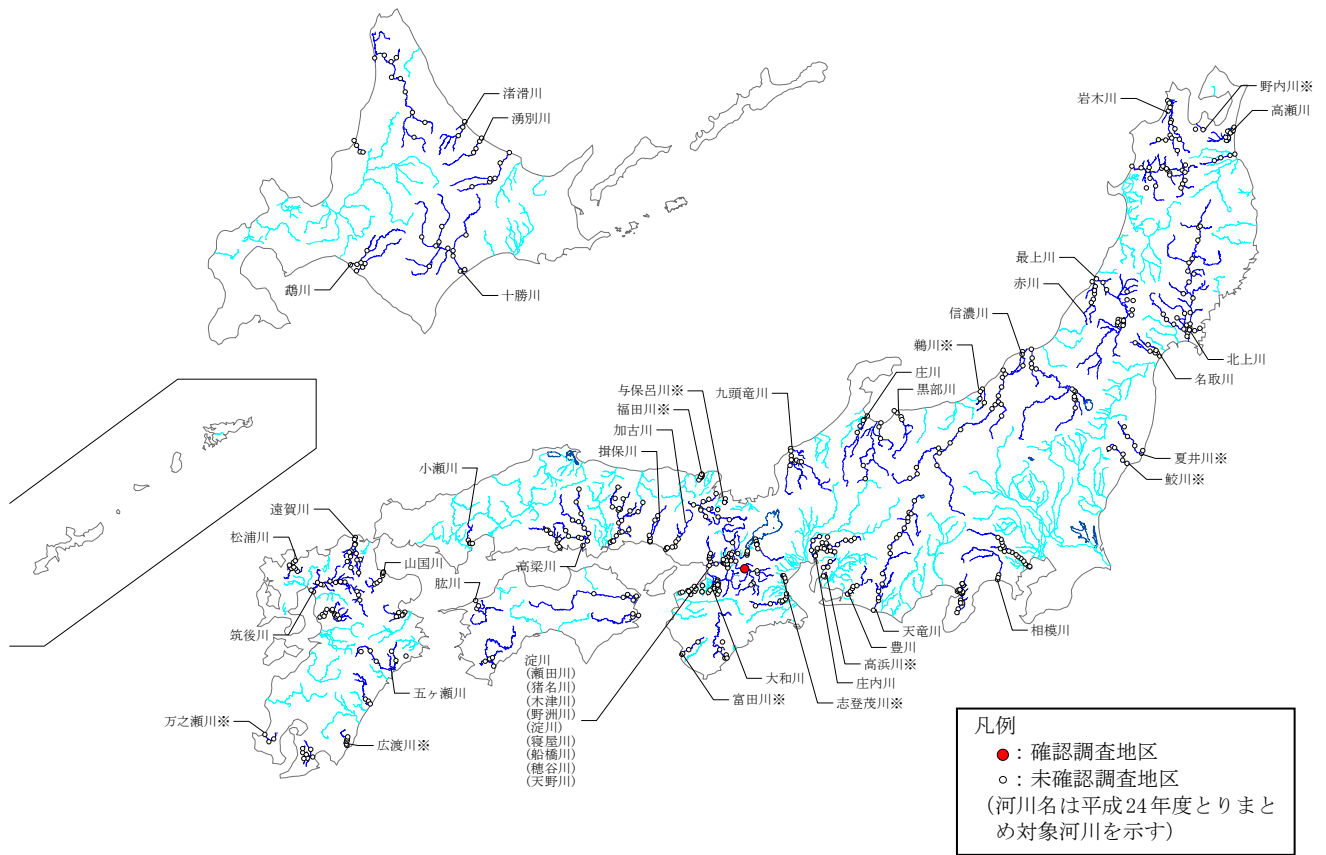 渚滑川
湧別川
鵡川
十勝川
岩木川
野内川※
高瀬川
最上川
赤川
信濃川
鵜川※
庄川
黒部川
北上川
名取川
夏井川※
鮫川※
与保呂川※
福田川※
加古川
揖保川
九頭竜川
小瀬川
遠賀川
松浦川
山国川
肱川
高梁川
筑後川
五ヶ瀬川
万之瀬川※
広渡川※
淀川
(瀬田川)
(猪名川)
(木津川)
(野洲川)
(淀川)
(寝屋川)
(船橋川)
(穂谷川)
(天野川)
大和川
富田川※
志登茂川※
庄内川
高浜川※
豊川
天竜川
相模川
凡例
：確認調査地区
：未確認調査地区
(河川名は平成24年度とりまと
め対象河川を示す)